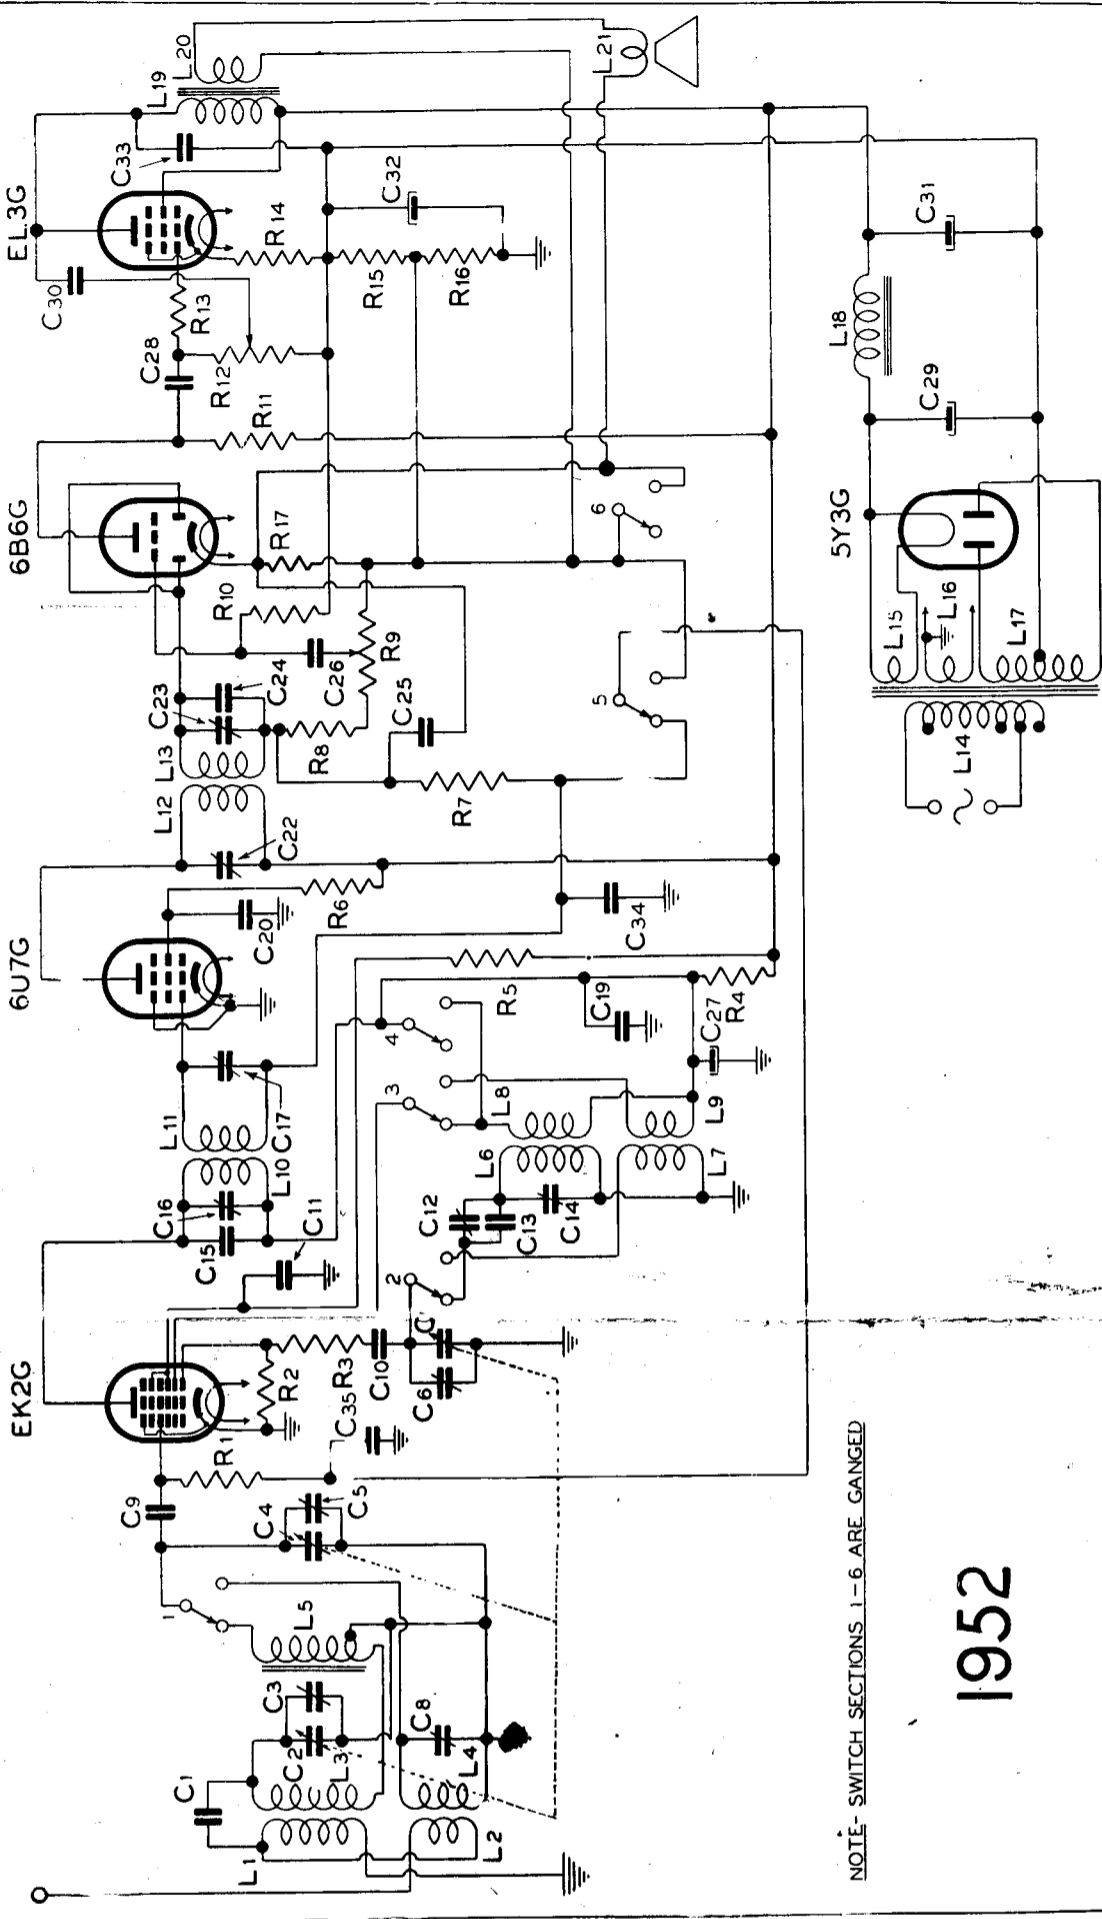 EK2G
6U7G
6B6G
EL3G
C30
C33
C9
C16
C15
L11
L12
L13
C23
C28
L19
L20
C1
1
R1
L10
C17
C11
C20
C22
C24
R10
R12
R13
R11
R14
L1
C2
C3
C4
C5
L5
R2
R3
C35
C10
R6
R8
C26
R9
R17
R15
C32
L3
C8
L4
L2
C6
2
C12
C13
C14
3
4
L6
L8
R5
R7
C25
R16
L7
L9
C19
C27
R4
C34
5
6
L21
NOTE- SWITCH SECTIONS 1-6 ARE GANGED
5Y3G
L14
L15
L16
L17
L18
C29
C31
1952